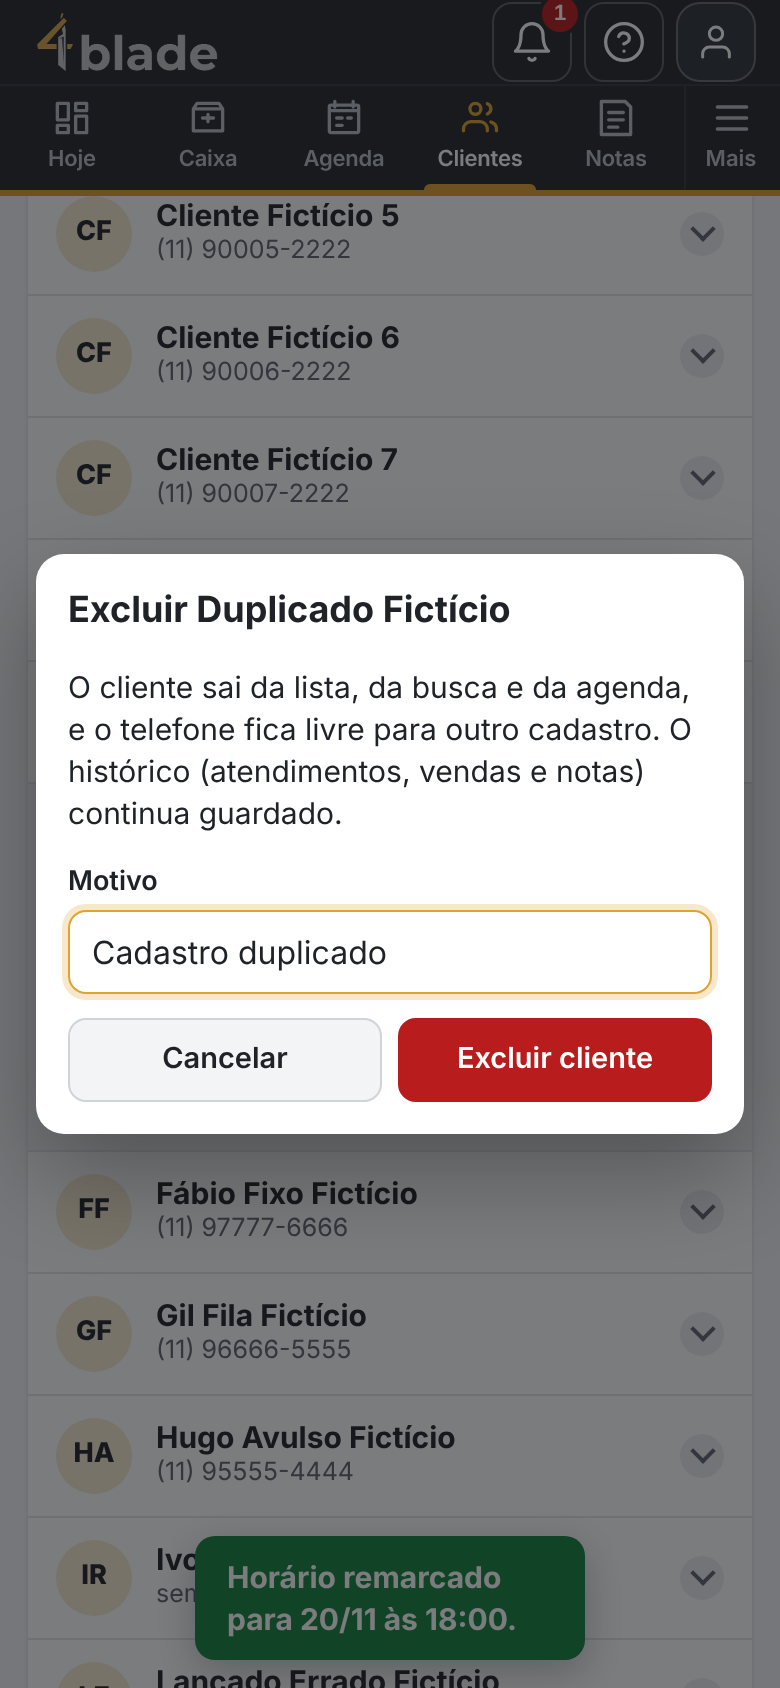 4blade
1
Hoje
Caixa
Agenda
Clientes
Notas
Mais
CF
Cliente Fictício 5
(11) 90005-2222
CF
Cliente Fictício 6
(11) 90006-2222
CF
Cliente Fictício 7
(11) 90007-2222
Excluir Duplicado Fictício
O cliente sai da lista, da busca e da agenda,
e o telefone fica livre para outro cadastro. O
histórico (atendimentos, vendas e notas)
continua guardado.
Motivo
Cadastro duplicado
Cancelar
Excluir cliente
FF
Fábio Fixo Fictício
(11) 97777-6666
GF
Gil Fila Fictício
(11) 96666-5555
HA
Hugo Avulso Fictício
(11) 95555-4444
IR
Horário remarcado
para 20/11 às 18:00.
Lançado Errado Fictício